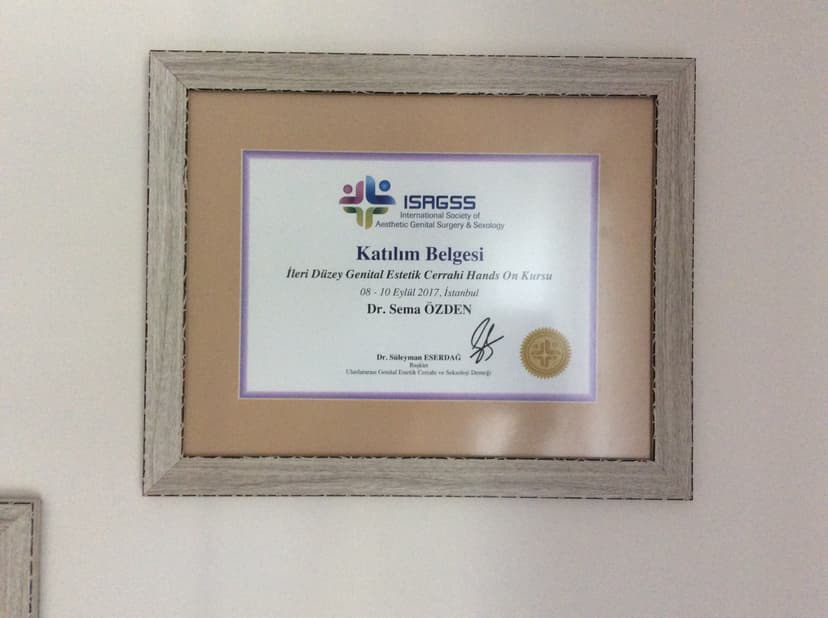 ISAGSS
International Society of
Aesthetic Genital Surgery & Sexology
Katılım Belgesi
İleri Düzey Genital Estetik Cerrahi Hands On Kursu
08 - 10 Eylül 2017, İstanbul
Dr. Sema ÖZDEN
Dr. Süleyman ESERDAĞ
Başkan
Uluslararası Genital Estetik Cerrahi ve Seksoloji Derneği